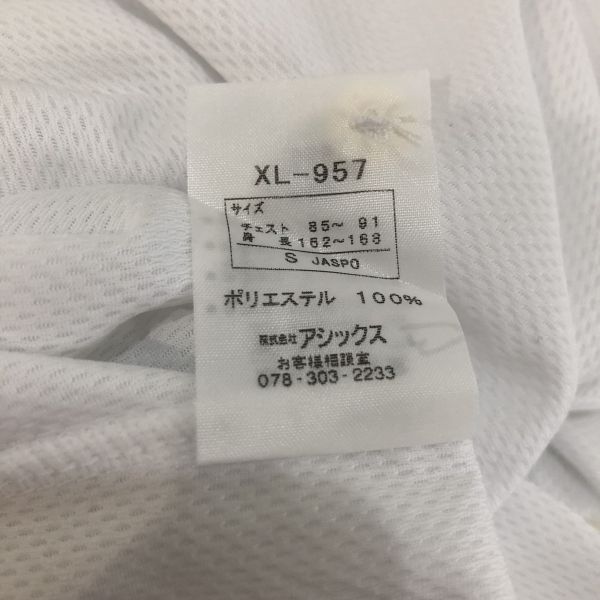 XL-957
サイズ
チェスト 85～ 91
身 長 162～168
S JASPO
ポリエステル 100%
株式会社アシックス
お客様相談室
078-303-2233